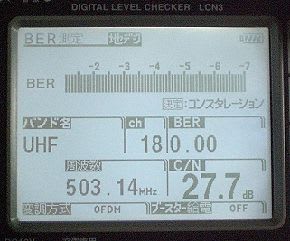 DIGITAL LEVEL CHECKER LCN3
BER測定 地デジ
-2 -3 -4 -5 -6 -7
BER
決定:コンスタレーション
バンド名 ch BER
UHF 18 0.00
周波数 C/N
503.14MHz 27.7dB
変調方式 OFDM ブースター給電 OFF